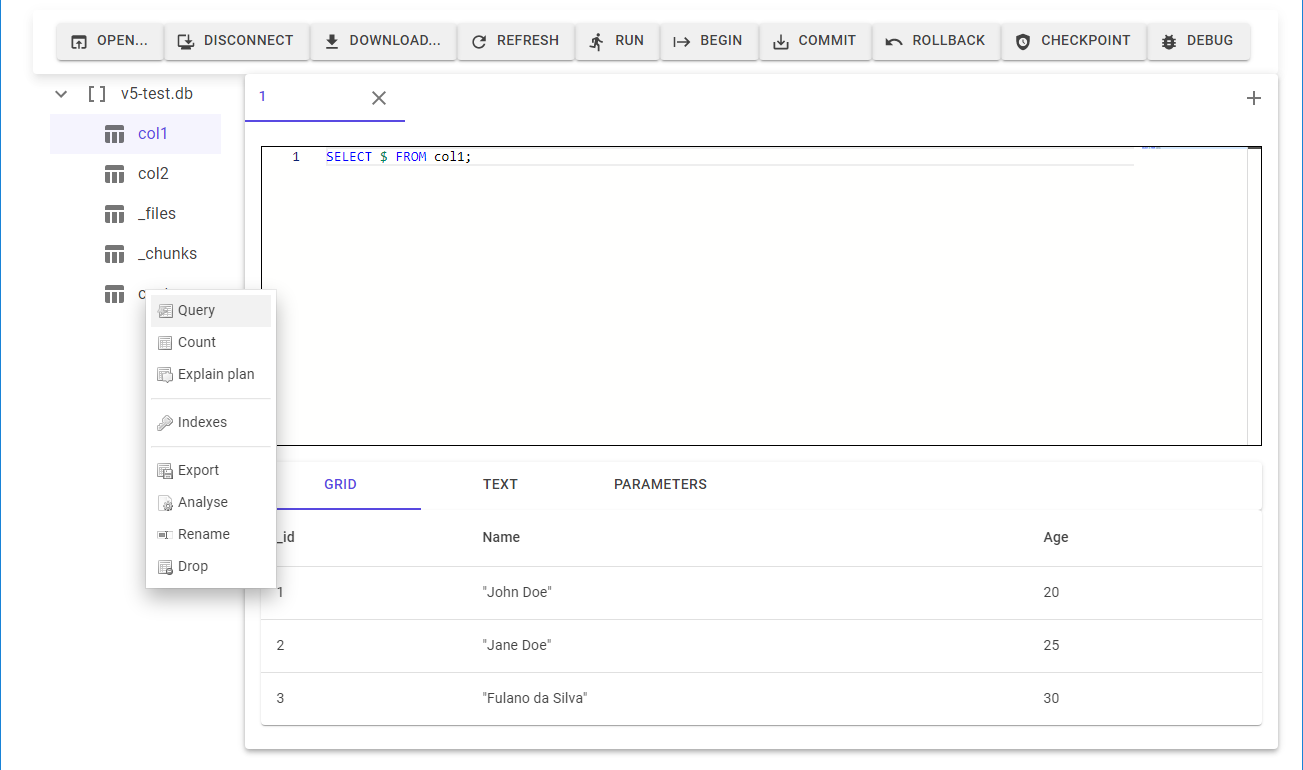 OPEN... DISCONNECT DOWNLOAD... REFRESH RUN BEGIN COMMIT ROLLBACK CHECKPOINT DEBUG
v5-test.db
col1
col2
_files
_chunks
Query
Count
Explain plan
Indexes
Export
Analyse
Rename
Drop
1
1 SELECT $ FROM col1;
GRID TEXT PARAMETERS
_id Name Age
1 "John Doe" 20
2 "Jane Doe" 25
3 "Fulano da Silva" 30